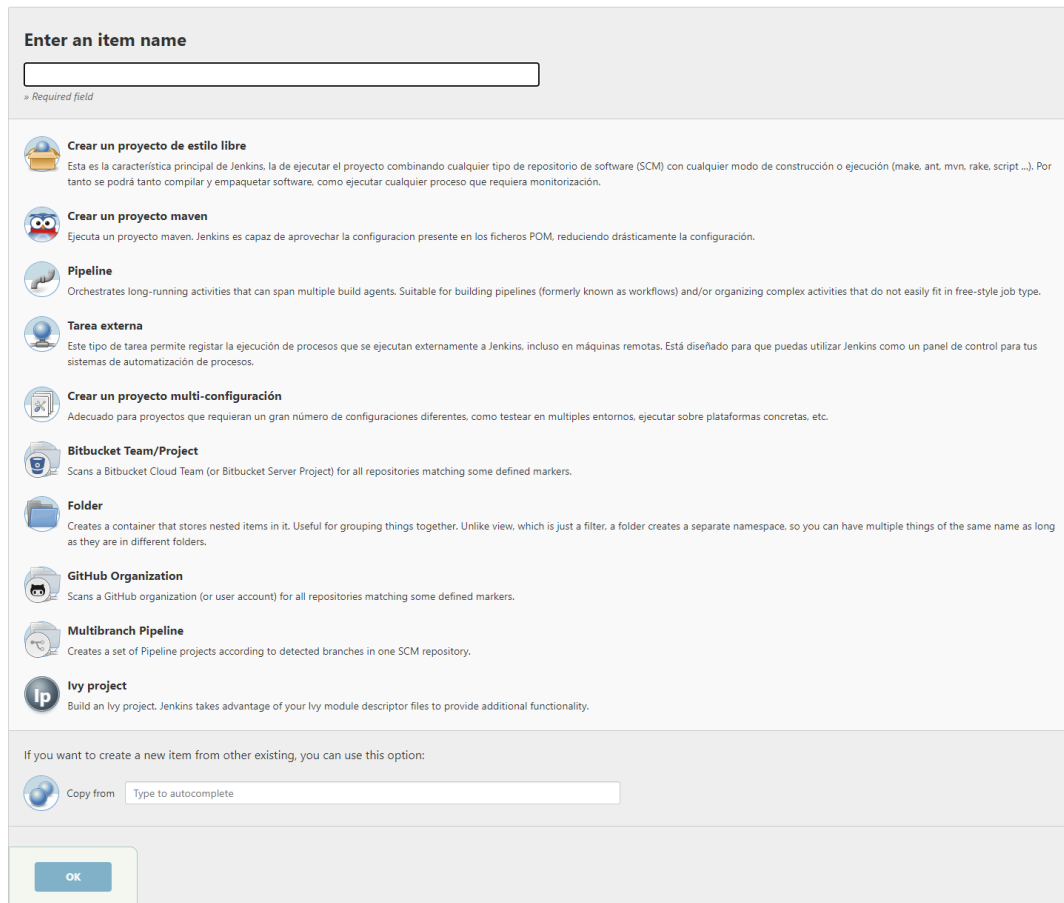 Enter an item name
» Required field
Crear un proyecto de estilo libre
Esta es la característica principal de Jenkins, la de ejecutar el proyecto combinando cualquier tipo de repositorio de software (SCM) con cualquier modo de construcción o ejecución (make, ant, mvn, rake, script ...). Por
tanto se podrá tanto compilar y empaquetar software, como ejecutar cualquier proceso que requiera monitorización.
Crear un proyecto maven
Ejecuta un proyecto maven. Jenkins es capaz de aprovechar la configuracion presente en los ficheros POM, reduciendo drásticamente la configuración.
Pipeline
Orchestrates long-running activities that can span multiple build agents. Suitable for building pipelines (formerly known as workflows) and/or organizing complex activities that do not easily fit in free-style job type.
Tarea externa
Este tipo de tarea permite registar la ejecución de procesos que se ejecutan externamente a Jenkins, incluso en máquinas remotas. Está diseñado para que puedas utilizar Jenkins como un panel de control para tus
sistemas de automatización de procesos.
Crear un proyecto multi-configuración
Adecuado para proyectos que requieran un gran número de configuraciones diferentes, como testear en multiples entornos, ejecutar sobre plataformas concretas, etc.
Bitbucket Team/Project
Scans a Bitbucket Cloud Team (or Bitbucket Server Project) for all repositories matching some defined markers.
Folder
Creates a container that stores nested items in it. Useful for grouping things together. Unlike view, which is just a filter, a folder creates a separate namespace, so you can have multiple things of the same name as long
as they are in different folders.
GitHub Organization
Scans a GitHub organization (or user account) for all repositories matching some defined markers.
Multibranch Pipeline
Creates a set of Pipeline projects according to detected branches in one SCM repository.
Ip
Ivy project
Build an Ivy project. Jenkins takes advantage of your Ivy module descriptor files to provide additional functionality.
If you want to create a new item from other existing, you can use this option:
Copy from Type to autocomplete
OK